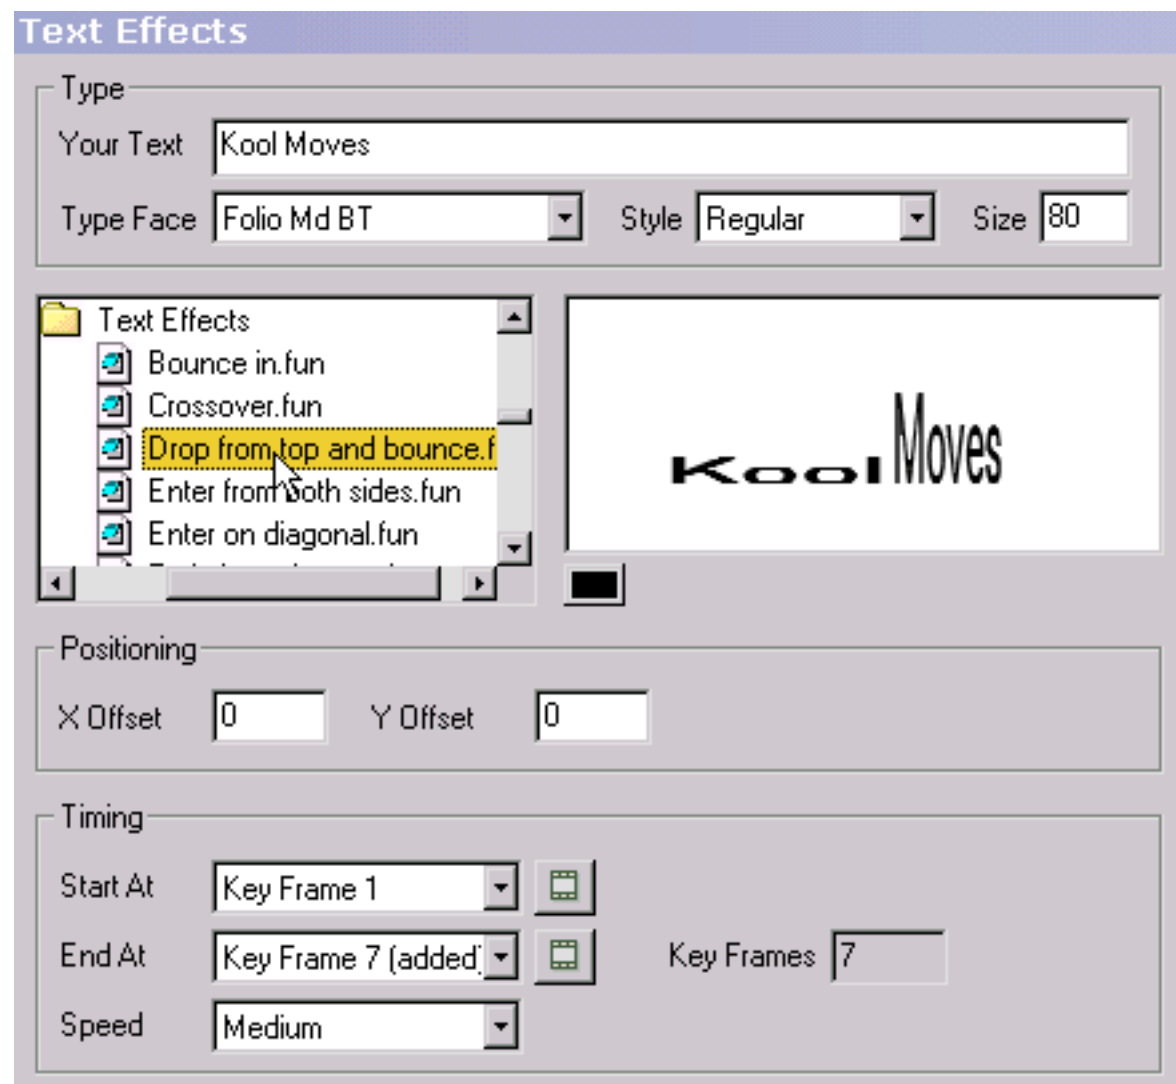 Text Effects
Type
Your Text Kool Moves
Type Face Folio Md BT Style Regular Size 80
Text Effects
Bounce in.fun
Crossover.fun
Drop from top and bounce.f
Enter from both sides.fun
Enter on diagonal.fun
Kool Moves
Positioning
X Offset 0 Y Offset 0
Timing
Start At Key Frame 1
End At Key Frame 7 (added) Key Frames 7
Speed Medium